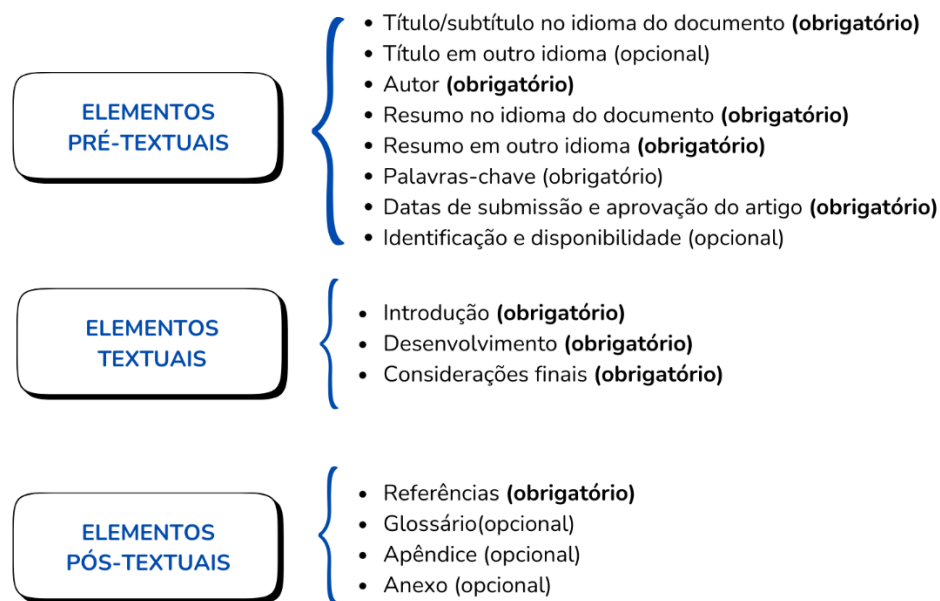 ELEMENTOS
PRÉ-TEXTUAIS
• Título/subtítulo no idioma do documento (obrigatório)
• Título em outro idioma (opcional)
• Autor (obrigatório)
• Resumo no idioma do documento (obrigatório)
• Resumo em outro idioma (obrigatório)
• Palavras-chave (obrigatório)
• Datas de submissão e aprovação do artigo (obrigatório)
• Identificação e disponibilidade (opcional)
ELEMENTOS
TEXTUAIS
• Introdução (obrigatório)
• Desenvolvimento (obrigatório)
• Considerações finais (obrigatório)
ELEMENTOS
PÓS-TEXTUAIS
• Referências (obrigatório)
• Glossário(opcional)
• Apêndice (opcional)
• Anexo (opcional)